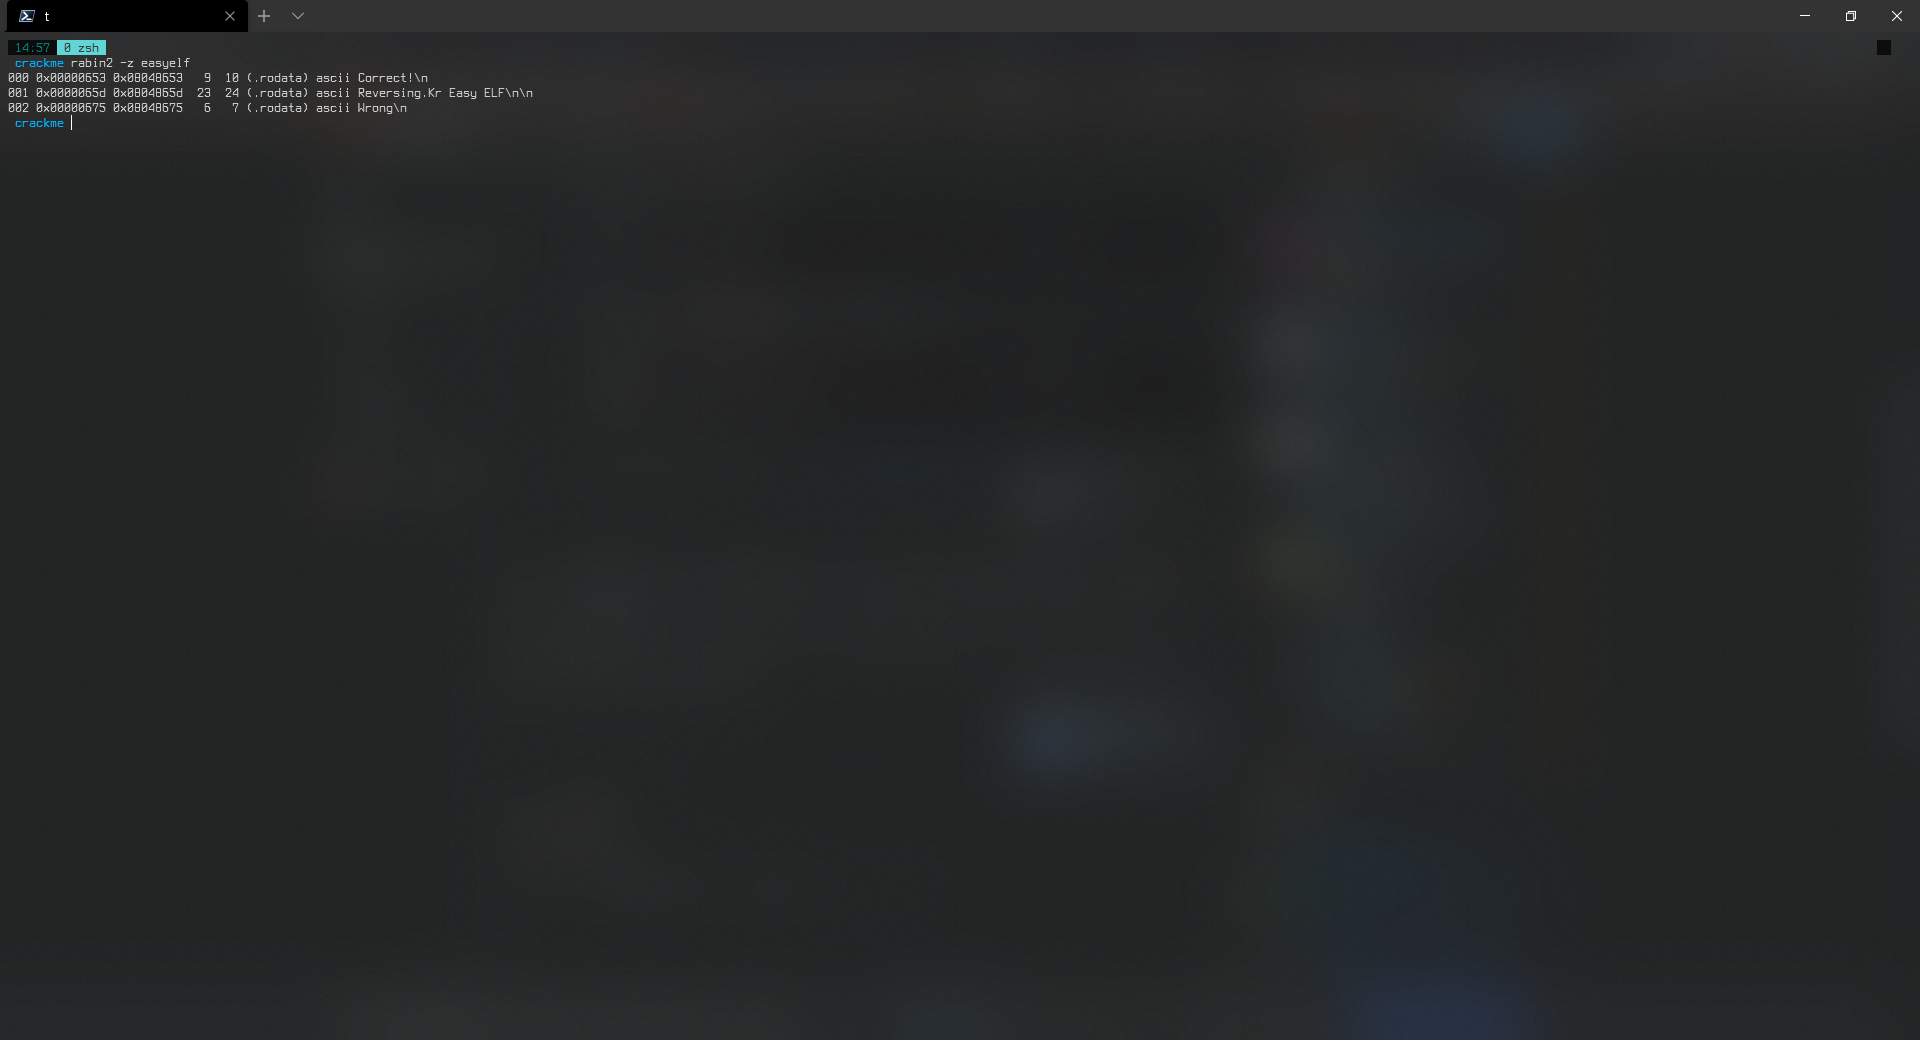 t
14:57 0 zsh
crackme rabin2 -z easyelf
000 0x00000653 0x08048653 9 10 (.rodata) ascii Correct!\n
001 0x0000065d 0x0804865d 23 24 (.rodata) ascii Reversing.Kr Easy ELF\n\n
002 0x00000675 0x08048675 6 7 (.rodata) ascii Wrong\n
crackme